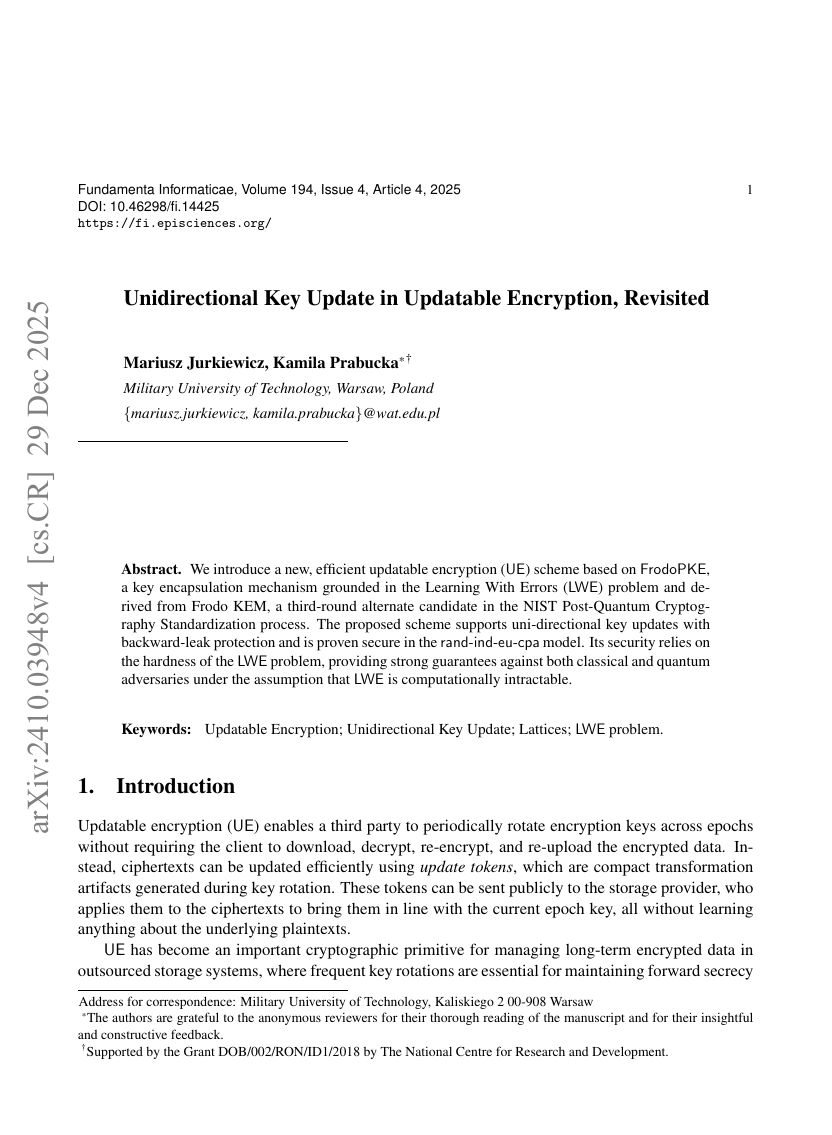 Fundamenta Informaticae, Volume 194, Issue 4, Article 4, 2025 1
DOI: 10.46298/fi.14425
https://fi.episciences.org/
Unidirectional Key Update in Updatable Encryption, Revisited
Mariusz Jurkiewicz, Kamila Prabucka*†
Military University of Technology, Warsaw, Poland
{mariusz.jurkiewicz, kamila.prabucka}@wat.edu.pl
Abstract. We introduce a new, efficient updatable encryption (UE) scheme based on FrodoPKE,
a key encapsulation mechanism grounded in the Learning With Errors (LWE) problem and de-
rived from Frodo KEM, a third-round alternate candidate in the NIST Post-Quantum Cryptog-
raphy Standardization process. The proposed scheme supports uni-directional key updates with
backward-leak protection and is proven secure in the rand-ind-eu-cpa model. Its security relies on
the hardness of the LWE problem, providing strong guarantees against both classical and quantum
adversaries under the assumption that LWE is computationally intractable.
Keywords: Updatable Encryption; Unidirectional Key Update; Lattices; LWE problem.
1. Introduction
Updatable encryption (UE) enables a third party to periodically rotate encryption keys across epochs
without requiring the client to download, decrypt, re-encrypt, and re-upload the encrypted data. In-
stead, ciphertexts can be updated efficiently using update tokens, which are compact transformation
artifacts generated during key rotation. These tokens can be sent publicly to the storage provider, who
applies them to the ciphertexts to bring them in line with the current epoch key, all without learning
anything about the underlying plaintexts.
UE has become an important cryptographic primitive for managing long-term encrypted data in
outsourced storage systems, where frequent key rotations are essential for maintaining forward secrecy
Address for correspondence: Military University of Technology, Kaliskiego 2 00-908 Warsaw
*The authors are grateful to the anonymous reviewers for their thorough reading of the manuscript and for their insightful
and constructive feedback.
†Supported by the Grant DOB/002/RON/ID1/2018 by The National Centre for Research and Development.
arXiv:2410.03948v4 [cs.CR] 29 Dec 2025